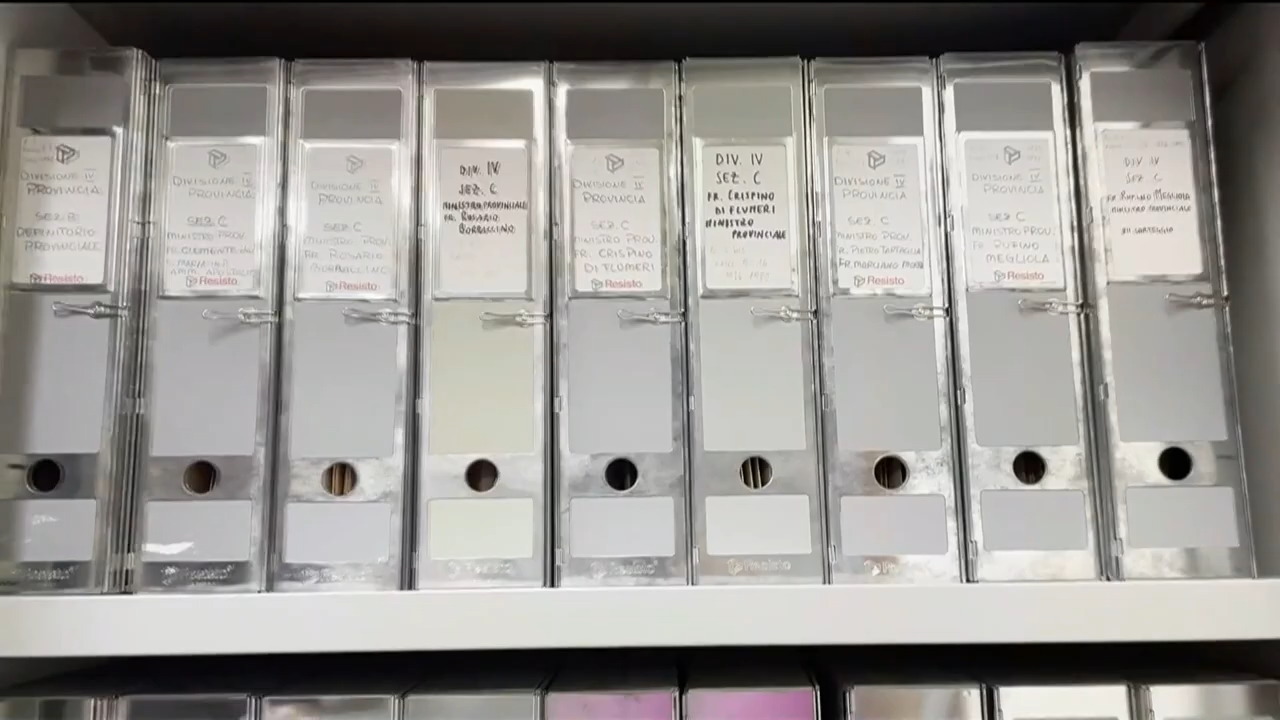 DIVISIONE IV
PROVINCIA
SEZ. B
DEFINITORIO
PROVINCIALE
Resisto
DIVISIONE IV
PROVINCIA
SEZ C
MINISTRO PROV.
FR. CLEMENTE
Resisto
DIVISIONE IV
PROVINCIA
SEZ C
MINISTRO PROV.
FR. ROSARIO
BORRACCINO
Resisto
DIV. IV
SEZ. C
MINISTRO PROVINCIALE
FR. ROSARIO
BORRACCINO
DIVISIONE IV
PROVINCIA
SEZ C
MINISTRO PROV.
FR. CRISPINO
DI FLUMERI
Resisto
DIV. IV
SEZ. C
FR. CRISPINO
DI FLUMERI
MINISTRO
PROVINCIALE
DIVISIONE IV
PROVINCIA
SEZ C
MINISTRO PROV.
FR. PIETRO TARTAGLIA
FR. MARCIANO
Resisto
DIVISIONE IV
PROVINCIA
SEZ C
MINISTRO PROV.
FR. RUFINO
MEGLIOLA
Resisto
DIV IV
SEZ. C
FR. RUFINO MEGLIOLA
MINISTRO PROVINCIALE
Resisto
Resisto
Resisto
Resisto